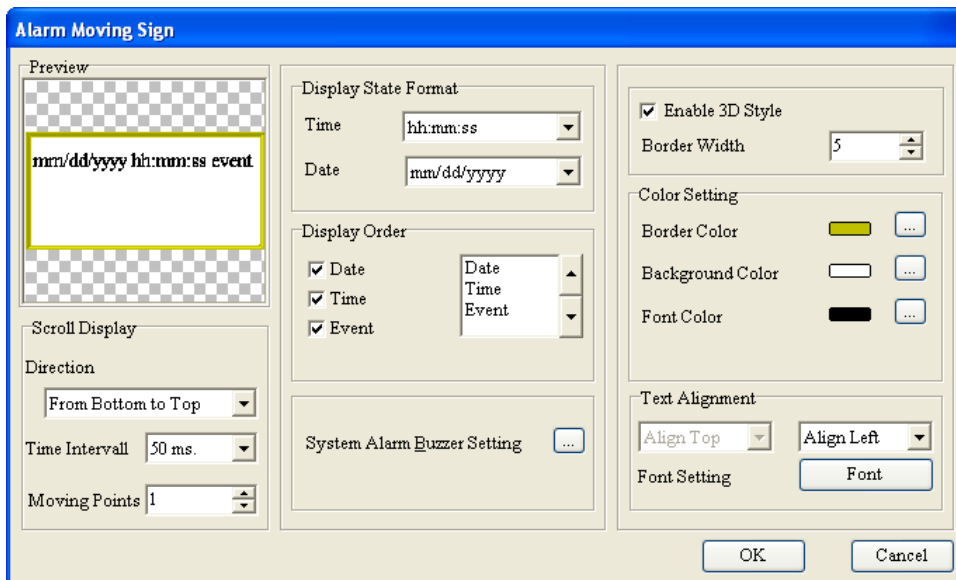 Alarm Moving Sign
Preview
mm/dd/yyyy hh:mm:ss event
Scroll Display
Direction
From Bottom to Top
Time Intervall 50 ms.
Moving Points 1
Display State Format
Time hh:mm:ss
Date mm/dd/yyyy
Display Order
Date
Time
Event
Date
Time
Event
System Alarm Buzzer Setting ...
Enable 3D Style
Border Width 5
Color Setting
Border Color ...
Background Color ...
Font Color ...
Text Alignment
Align Top Align Left
Font Setting Font
OK Cancel